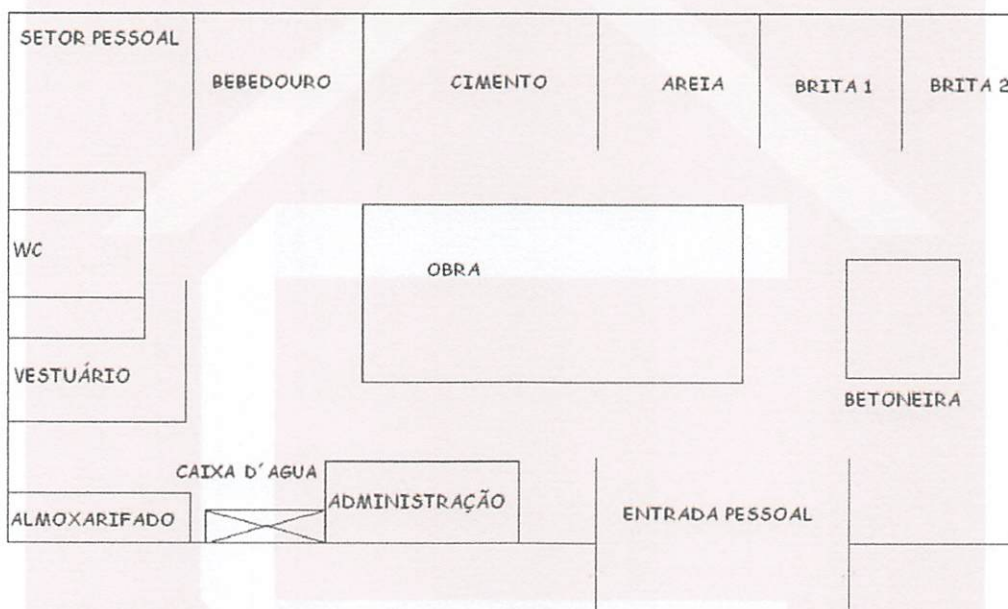 SETOR PESSOAL
BEBEDOURO
CIMENTO
AREIA
BRITA 1
BRITA 2
WC
OBRA
VESTUÁRIO
BETONEIRA
CAIXA D´AGUA
ADMINISTRAÇÃO
ALMOXARIFADO
ENTRADA PESSOAL